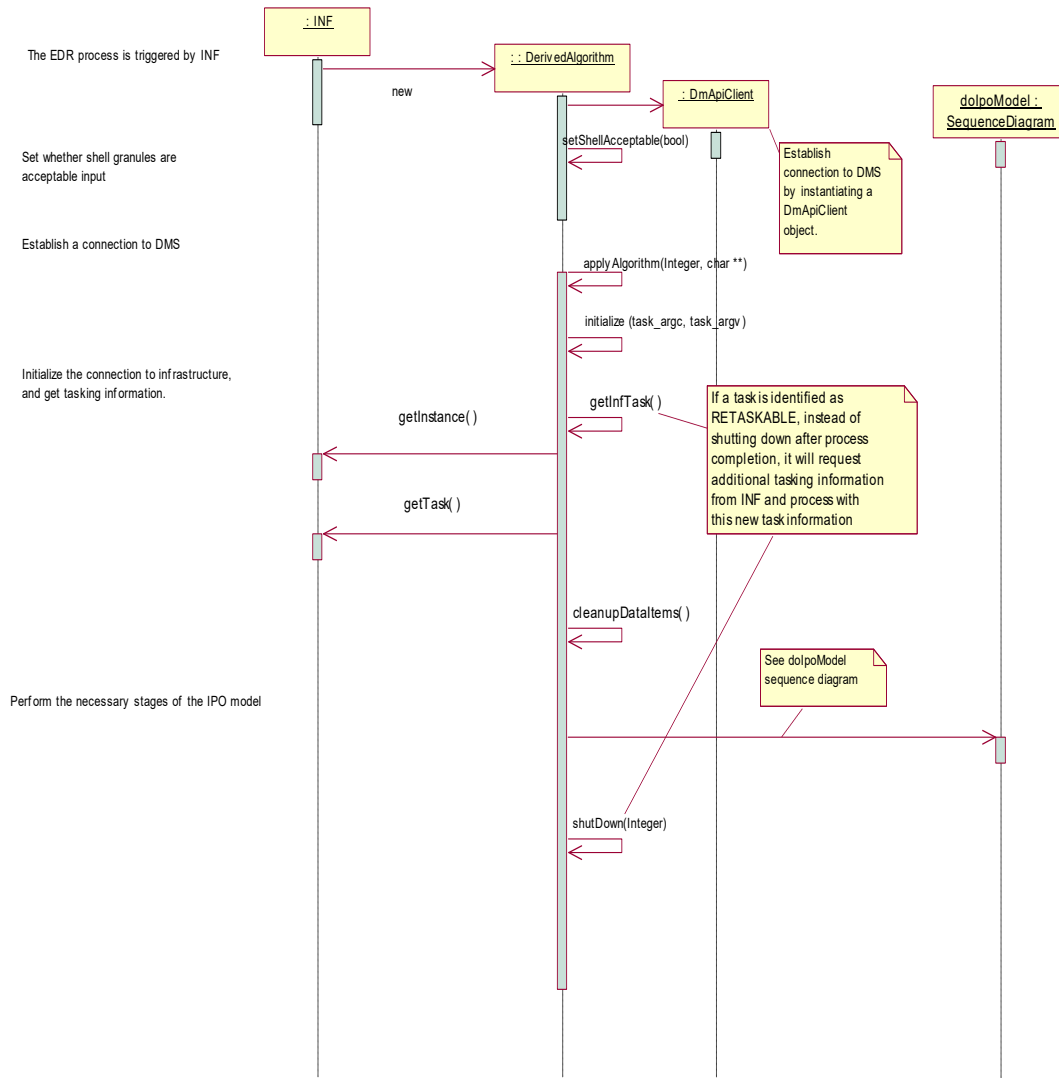 : INF
The EDR process is triggered by INF
: : DerivedAlgorithm
new
: DmApiClient
doIpoModel :
SequenceDiagram
setShellAcceptable(bool)
Set whether shell granules are
acceptable input
Establish
connection to DMS
by instantiating a
DmApiClient
object.
Establish a connection to DMS
applyAlgorithm(Integer, char **)
initialize (task_argc, task_argv)
Initialize the connection to infrastructure,
and get tasking information.
getInfTask( )
getInstance( )
If a task is identified as
RETASKABLE, instead of
shutting down after process
completion, it will request
additional tasking information
from INF and process with
this new task information
getTask( )
cleanupDataItems( )
See doIpoModel
sequence diagram
Perform the necessary stages of the IPO model
shutDown(Integer)